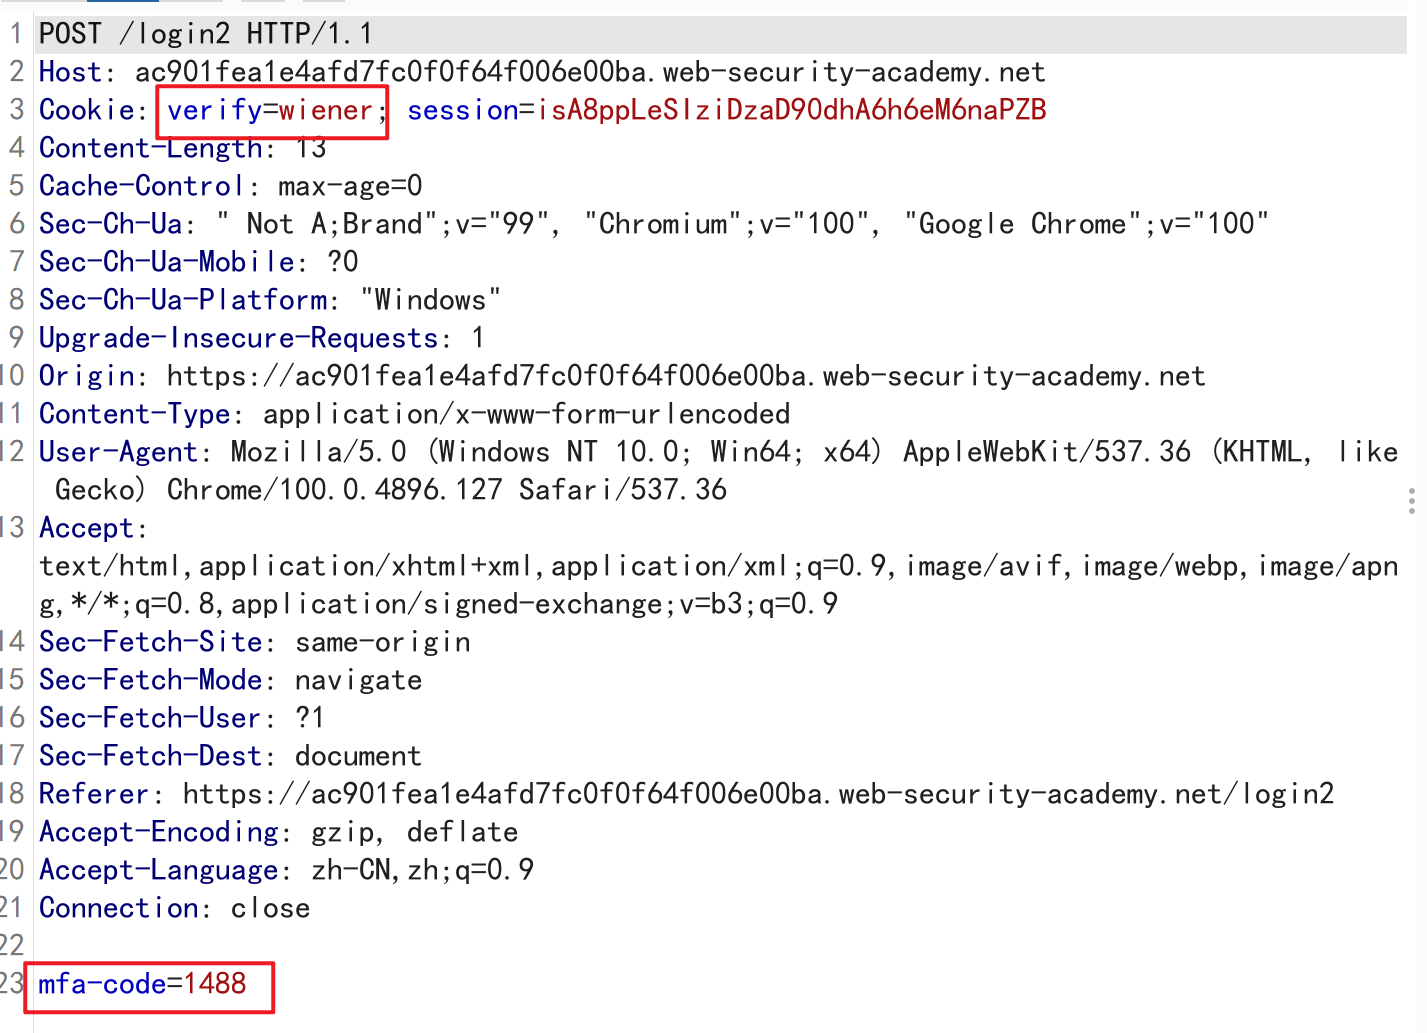 1 POST /login2 HTTP/1.1
2 Host: ac901fea1e4afd7fc0f0f64f006e00ba.web-security-academy.net
3 Cookie: verify=wiener; session=isA8ppLeSIziDzaD90dhA6h6eM6naPZB
4 Content-Length: 13
5 Cache-Control: max-age=0
6 Sec-Ch-Ua: " Not A;Brand";v="99", "Chromium";v="100", "Google Chrome";v="100"
7 Sec-Ch-Ua-Mobile: ?0
8 Sec-Ch-Ua-Platform: "Windows"
9 Upgrade-Insecure-Requests: 1
10 Origin: https://ac901fea1e4afd7fc0f0f64f006e00ba.web-security-academy.net
11 Content-Type: application/x-www-form-urlencoded
12 User-Agent: Mozilla/5.0 (Windows NT 10.0; Win64; x64) AppleWebKit/537.36 (KHTML, like
Gecko) Chrome/100.0.4896.127 Safari/537.36
13 Accept:
text/html,application/xhtml+xml,application/xml;q=0.9,image/avif,image/webp,image/apn
g,*/*;q=0.8,application/signed-exchange;v=b3;q=0.9
14 Sec-Fetch-Site: same-origin
15 Sec-Fetch-Mode: navigate
16 Sec-Fetch-User: ?1
17 Sec-Fetch-Dest: document
18 Referer: https://ac901fea1e4afd7fc0f0f64f006e00ba.web-security-academy.net/login2
19 Accept-Encoding: gzip, deflate
20 Accept-Language: zh-CN,zh;q=0.9
21 Connection: close
22
23 mfa-code=1488